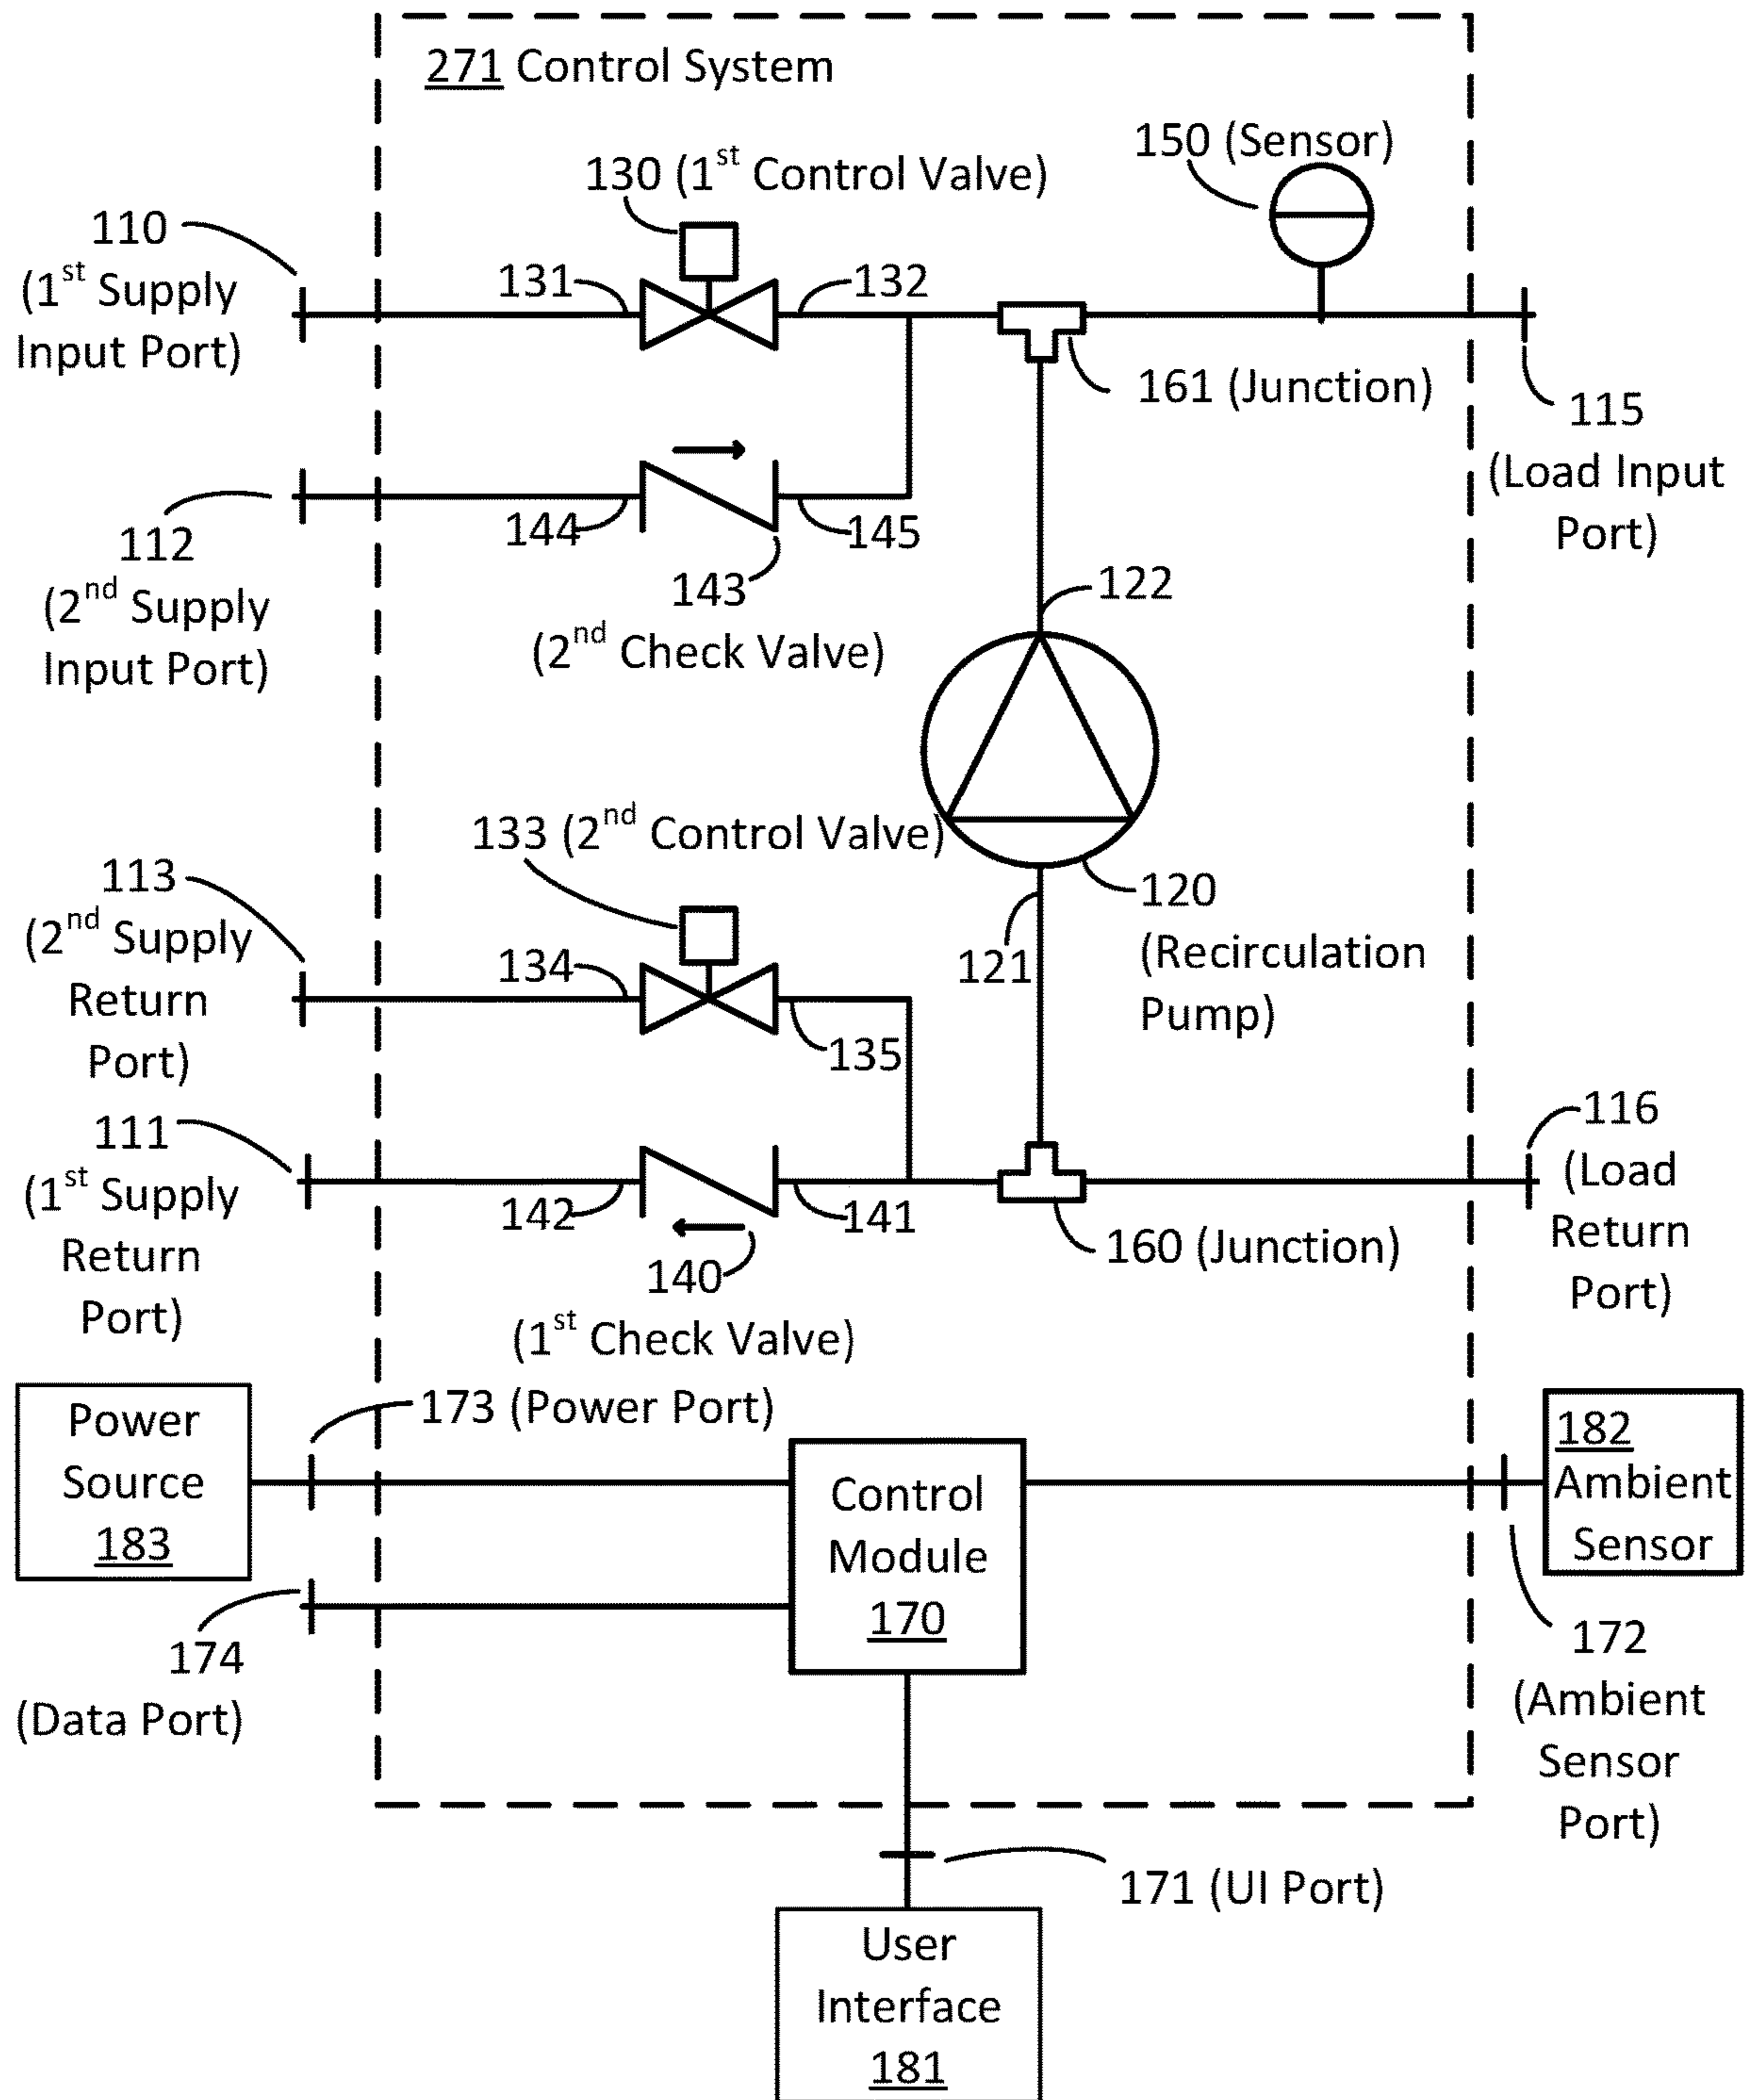 271 Control System
150 (Sensor)
130 (1st Control Valve)
110
(1st Supply
Input Port)
131
132
161 (Junction)
115
(Load Input
Port)
144
145
112
(2nd Supply
Input Port)
143
(2nd Check Valve)
122
133 (2nd Control Valve)
120
(Recirculation
Pump)
121
113
(2nd Supply
Return
Port)
134
135
111
(1st Supply
Return
Port)
116
(Load
Return
Port)
142
141
160 (Junction)
140
(1st Check Valve)
Power
Source
183
173 (Power Port)
Control
Module
170
182
Ambient
Sensor
174
(Data Port)
172
(Ambient
Sensor
Port)
171 (UI Port)
User
Interface
181